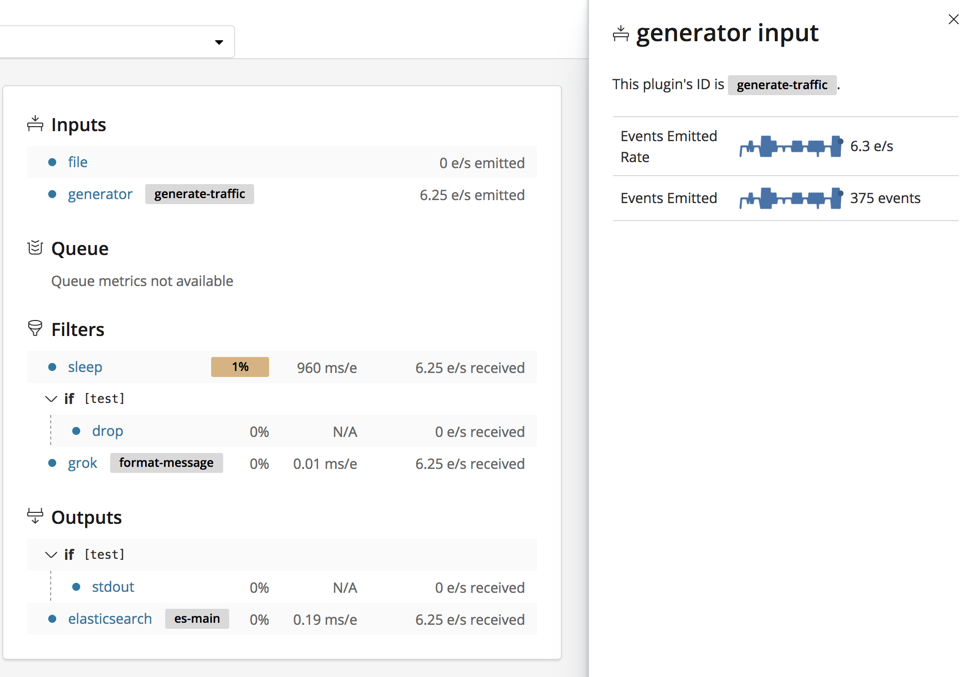 Inputs
file 0 e/s emitted
generator generate-traffic 6.25 e/s emitted
Queue
Queue metrics not available
Filters
sleep 1% 960 ms/e 6.25 e/s received
if [test]
drop 0% N/A 0 e/s received
grok format-message 0% 0.01 ms/e 6.25 e/s received
Outputs
if [test]
stdout 0% N/A 0 e/s received
elasticsearch es-main 0% 0.19 ms/e 6.25 e/s received
generator input
This plugin's ID is generate-traffic.
Events Emitted
Rate
6.3 e/s
Events Emitted 375 events